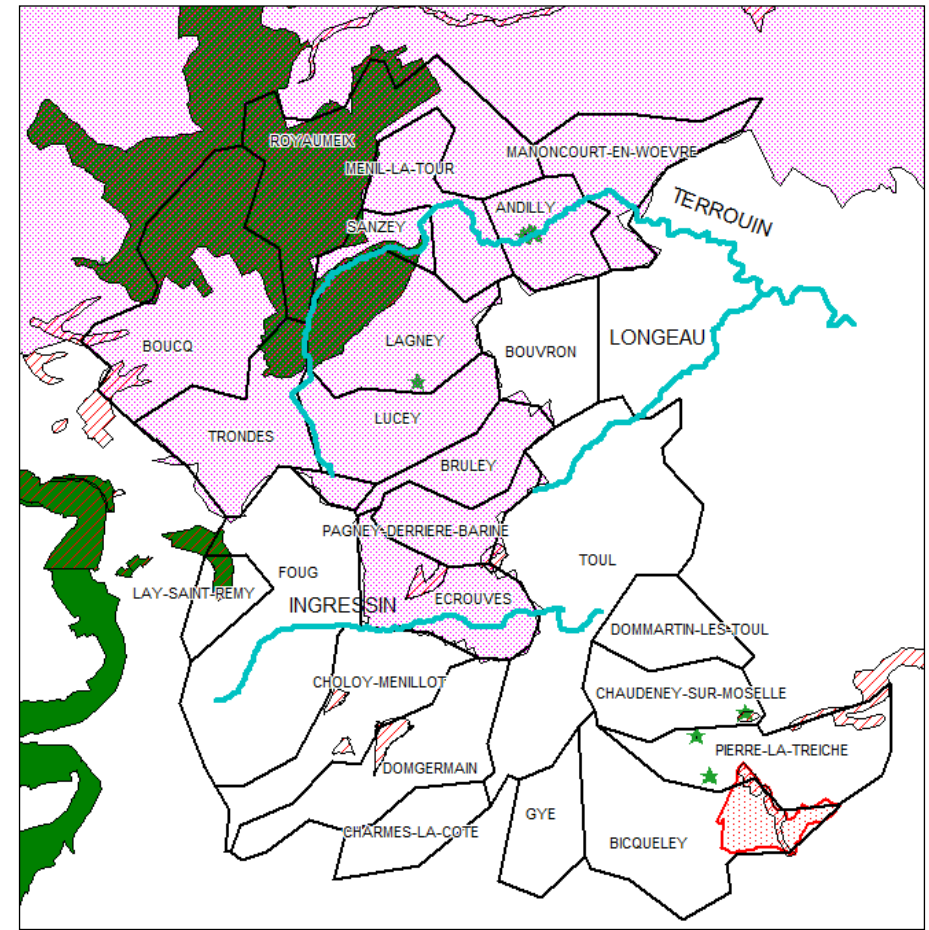 ROYAUMEIX
MANONCOURT-EN-WOEVRE
MENIL-LA-TOUR
TERROUIN
ANDILLY
SANZEY
LONGEAU
LAGNEY
BOUCQ
BOUVRON
LUCEY
TRONDES
BRULEY
PAGNEY-DERRIERE-BARINE
TOUL
FOUG
LAY-SAINT-REMY
ECROUVES
INGRESSIN
DOMMARTIN-LES-TOUL
CHOLOY-MENILLOT
CHAUDENEY-SUR-MOSELLE
PIERRE-LA-TREICHE
DOMGERMAIN
GYE
CHARMES-LA-COTE
BICQUELEY